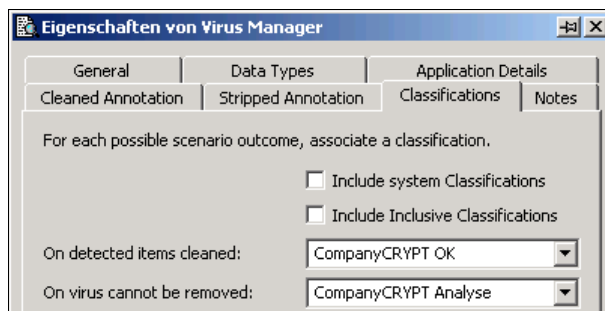 Eigenschaften von Virus Manager
General Data Types Application Details
Cleaned Annotation Stripped Annotation Classifications Notes
For each possible scenario outcome, associate a classification.
Include system Classifications
Include Inclusive Classifications
On detected items cleaned: CompanyCRYPT OK
On virus cannot be removed: CompanyCRYPT Analyse